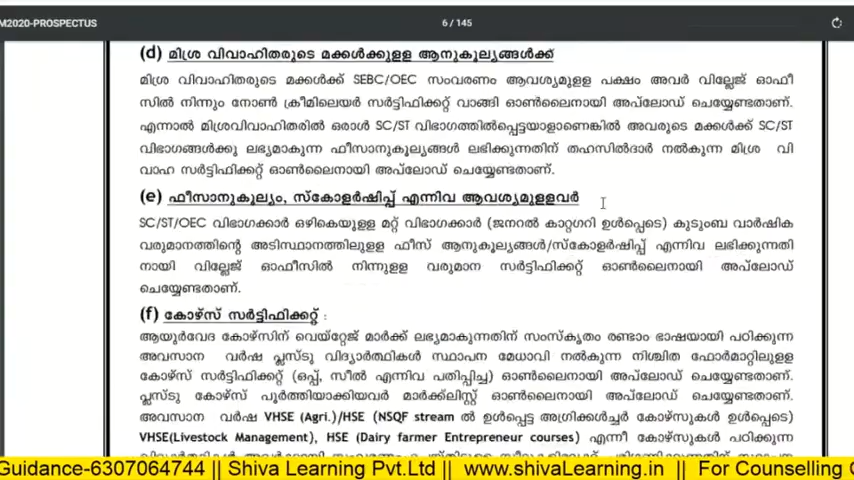 M2020-PROSPECTUS
6 / 145
(d) മിശ്ര വിവാഹിതരുടെ മക്കൾക്കുളള ആനുകൂല്യങ്ങൾക്ക്
മിശ്ര വിവാഹിതരുടെ മക്കൾക്ക് SEBC/OEC സംവരണം ആവശ്യമുളള പക്ഷം അവർ വില്ലേജ് ഓഫീ
സിൽ നിന്നും നോൺ ക്രീമിലെയർ സർട്ടിഫിക്കറ്റ് വാങ്ങി ഓൺലൈനായി അപ്‌ലോഡ് ചെയ്യേണ്ടതാണ്.
എന്നാൽ മിശ്രവിവാഹിതരിൽ ഒരാൾ SC/ST വിഭാഗത്തിൽപ്പെട്ടയാളാണെങ്കിൽ അവരുടെ മക്കൾക്ക് SC/ST
വിഭാഗങ്ങൾക്കു ലഭ്യമാകുന്ന ഫീസാനുകൂല്യങ്ങൾ ലഭിക്കുന്നതിന് തഹസിൽദാർ നൽകുന്ന മിശ്ര വി
വാഹ സർട്ടിഫിക്കറ്റ് ഓൺലൈനായി അപ്‌ലോഡ് ചെയ്യേണ്ടതാണ്.
(e) ഫീസാനുകൂല്യം, സ്കോളർഷിപ്പ് എന്നിവ ആവശ്യമുളളവർ
SC/ST/OEC വിഭാഗക്കാർ ഒഴികെയുളള മറ്റ് വിഭാഗക്കാർ (ജനറൽ കാറ്റഗറി ഉൾപ്പെടെ) കുടുംബ വാർഷിക
വരുമാനത്തിന്റെ അടിസ്ഥാനത്തിലുളള ഫീസ് ആനുകൂല്യങ്ങൾ/സ്കോളർഷിപ്പ് എന്നിവ ലഭിക്കുന്നതി
നായി വില്ലേജ് ഓഫീസിൽ നിന്നുളള വരുമാന സർട്ടിഫിക്കറ്റ് ഓൺലൈനായി അപ്‌ലോഡ്
ചെയ്യേണ്ടതാണ്.
(f) കോഴ്സ് സർട്ടിഫിക്കറ്റ് :
ആയുർവേദ കോഴ്സിന് വെയ്റ്റേജ് മാർക്ക് ലഭ്യമാകുന്നതിന് സംസ്കൃതം രണ്ടാം ഭാഷയായി പഠിക്കുന്ന
അവസാന വർഷ പ്ലസ്ടു വിദ്യാർത്ഥികൾ സ്ഥാപന മേധാവി നൽകുന്ന നിശ്ചിത ഫോർമാറ്റിലുളള
കോഴ്സ് സർട്ടിഫിക്കറ്റ് (ഒപ്പ്, സീൽ എന്നിവ പതിപ്പിച്ച) ഓൺലൈനായി അപ്‌ലോഡ് ചെയ്യേണ്ടതാണ്.
പ്ലസ്ടു കോഴ്സ് പൂർത്തിയാക്കിയവർ മാർക്ക്‌ലിസ്റ്റ് ഓൺലൈനായി അപ്‌ലോഡ് ചെയ്യേണ്ടതാണ്.
അവസാന വർഷ VHSE (Agri.)/HSE (NSQF stream ൽ ഉൾപ്പെട്ട അഗ്രിക്കൾച്ചർ കോഴ്സുകൾ ഉൾപ്പെടെ)
VHSE(Livestock Management), HSE (Dairy farmer Entrepreneur courses) എന്നീ കോഴ്സുകൾ പഠിക്കുന്ന
Guidance-6307064744 || Shiva Learning Pvt.Ltd || www.shivaLearning.in || For Counselling